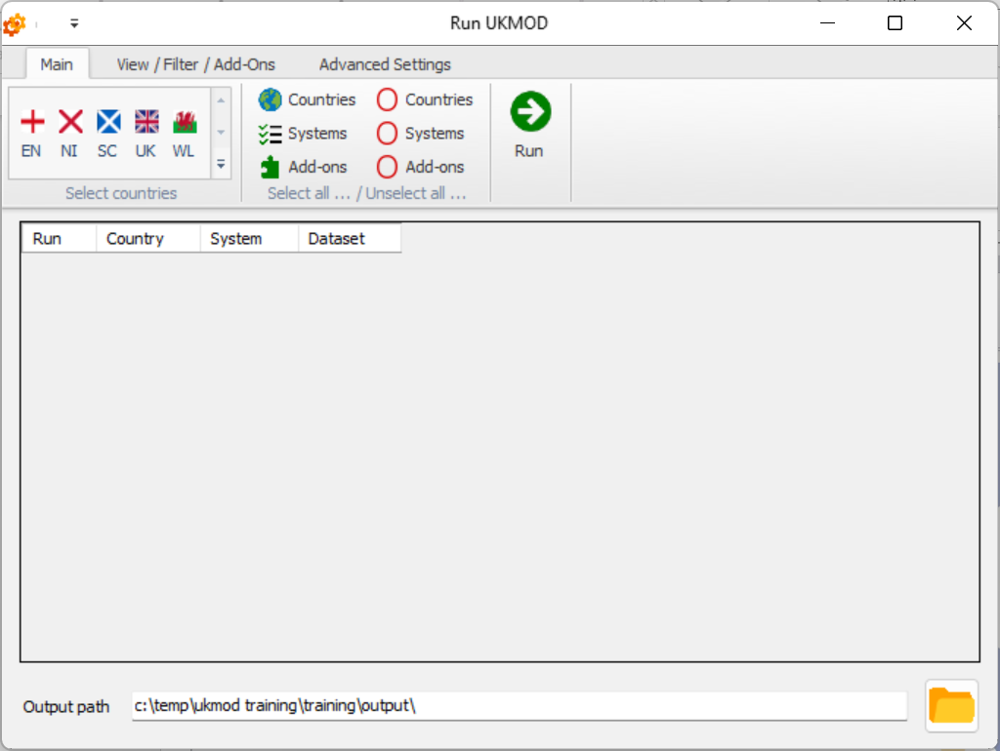 Run UKMOD
Main View / Filter / Add-Ons Advanced Settings
EN NI SC UK WL
Select countries
Countries Countries
Systems Systems
Add-ons Add-ons
Select all ... / Unselect all ...
Run
Run Country System Dataset
Output path c:\temp\ukmod training\training\output\